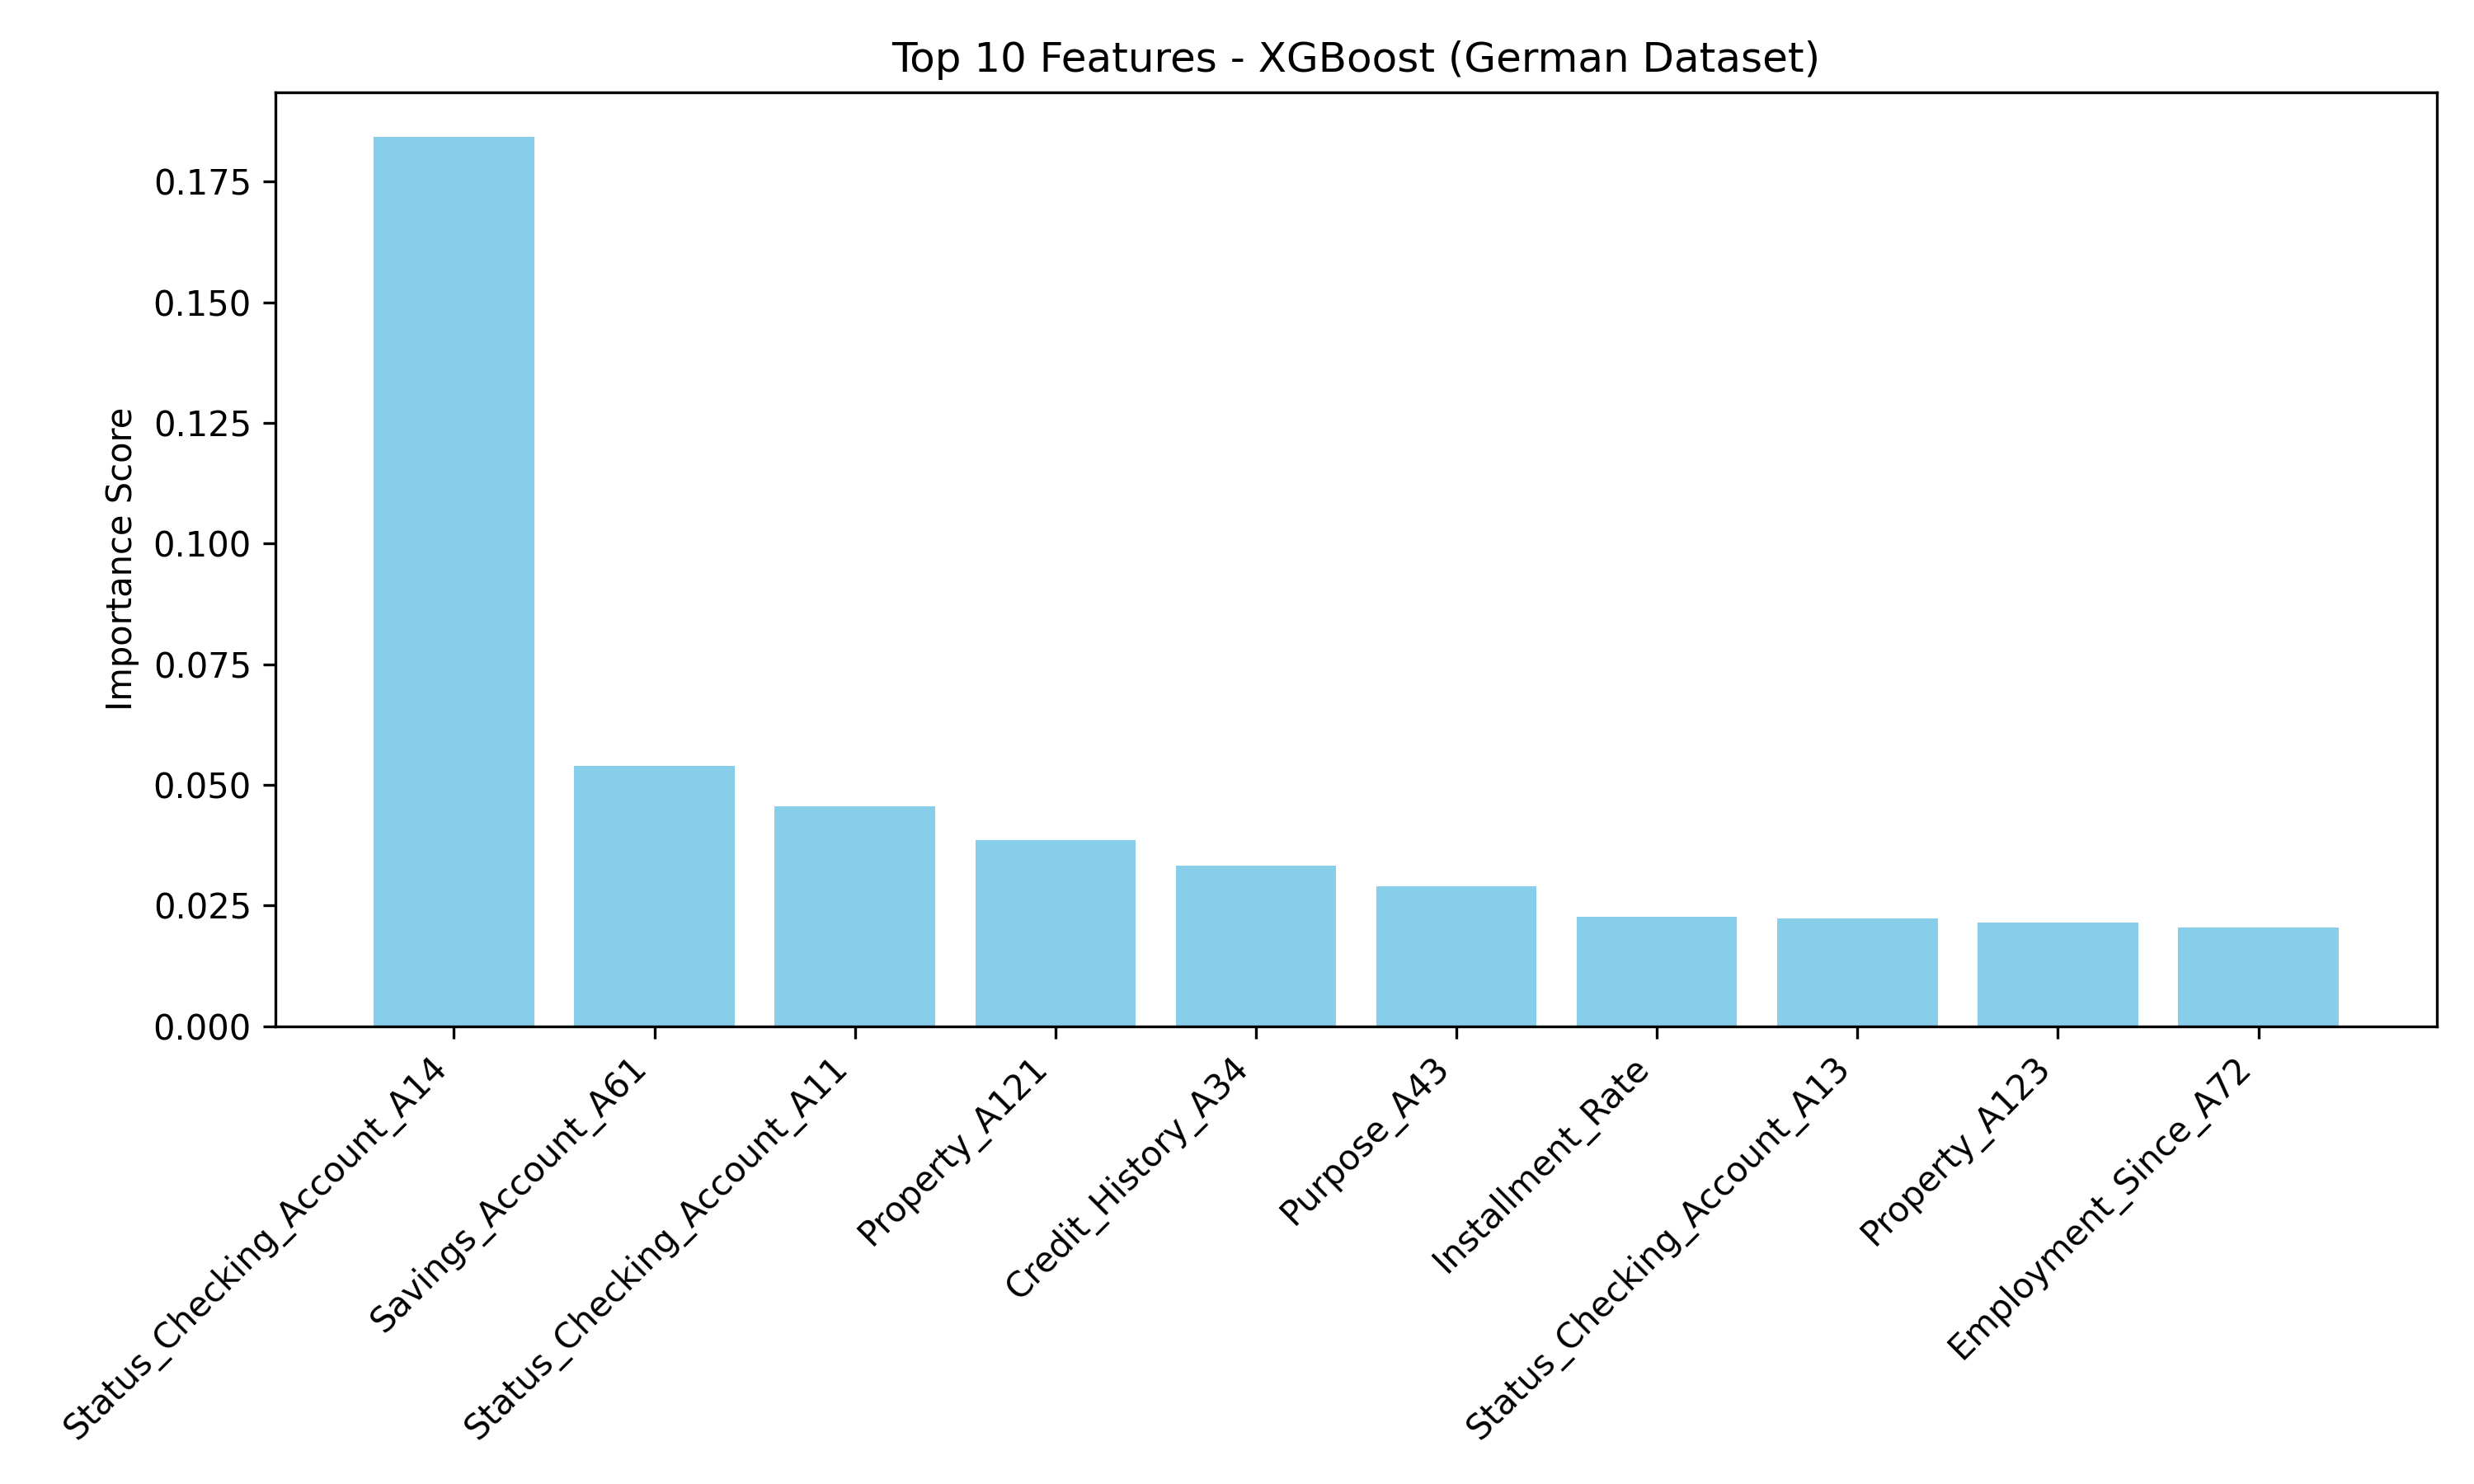 Top 10 Features - XGBoost (German Dataset)
Importance Score
0.175
0.150
0.125
0.100
0.075
0.050
0.025
0.000
Status_Checking_Account_A14
Savings_Account_A61
Status_Checking_Account_A11
Property_A121
Credit_History_A34
Purpose_A43
Installment_Rate
Status_Checking_Account_A13
Property_A123
Employment_Since_A72